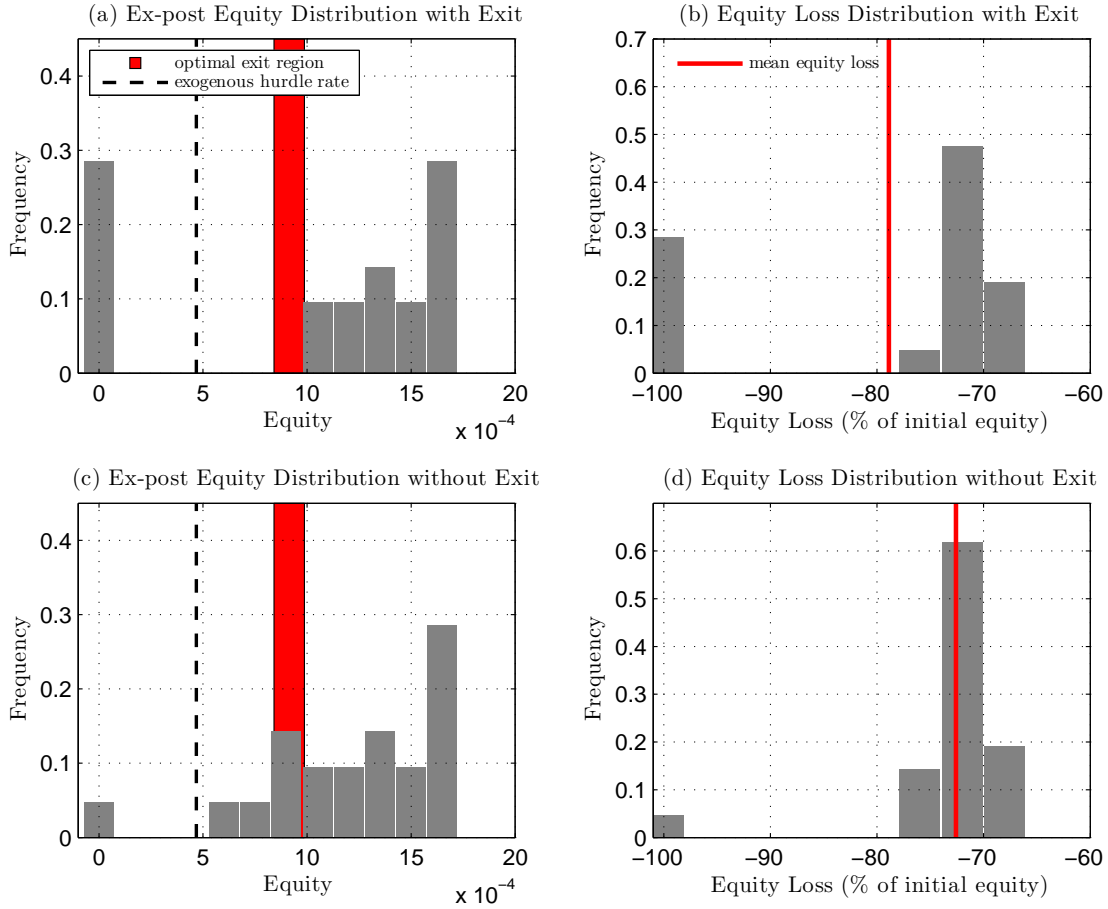 (a) Ex-post Equity Distribution with Exit
optimal exit region
exogenous hurdle rate
Frequency
0.4
0.3
0.2
0.1
0
0 5 10 15 20
Equity
x 10⁻⁴
(b) Equity Loss Distribution with Exit
mean equity loss
Frequency
0.7
0.6
0.5
0.4
0.3
0.2
0.1
0
−100 −90 −80 −70 −60
Equity Loss (% of initial equity)
(c) Ex-post Equity Distribution without Exit
Frequency
0.4
0.3
0.2
0.1
0
0 5 10 15 20
Equity
x 10⁻⁴
(d) Equity Loss Distribution without Exit
Frequency
0.6
0.5
0.4
0.3
0.2
0.1
0
−100 −90 −80 −70 −60
Equity Loss (% of initial equity)